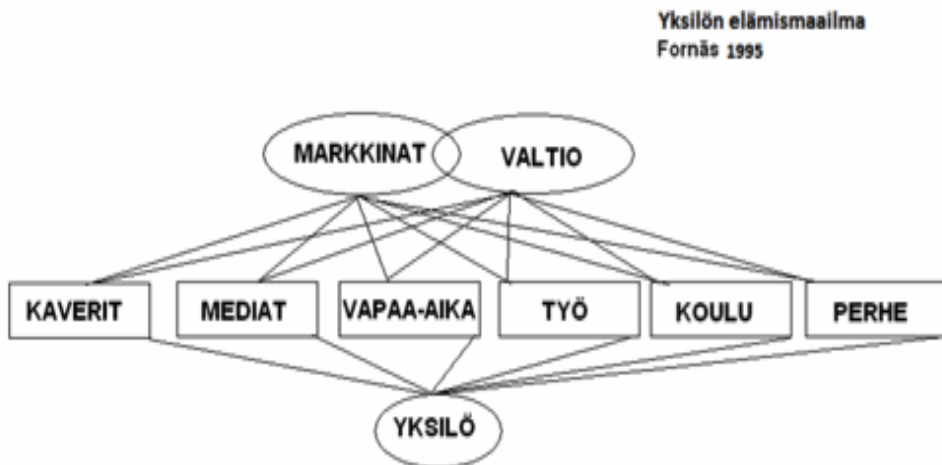 Yksilön elämismaailma
Fornäs 1995
MARKKINAT VALTIO
KAVERIT MEDIAT VAPAA-AIKA TYÖ KOULU PERHE
YKSILÖ